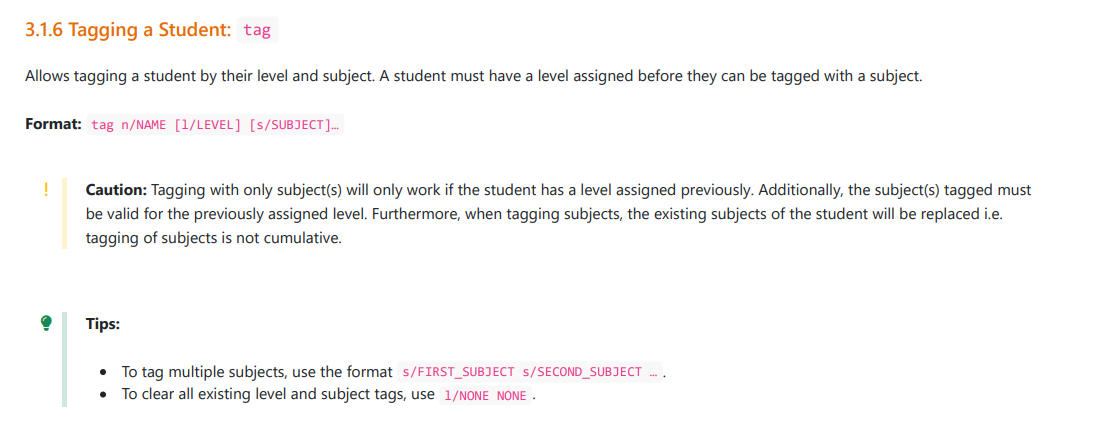 3.1.6 Tagging a Student: tag
Allows tagging a student by their level and subject. A student must have a level assigned before they can be tagged with a subject.
Format: tag n/NAME [l/LEVEL] [s/SUBJECT]…
! Caution: Tagging with only subject(s) will only work if the student has a level assigned previously. Additionally, the subject(s) tagged must
be valid for the previously assigned level. Furthermore, when tagging subjects, the existing subjects of the student will be replaced i.e.
tagging of subjects is not cumulative.
Tips:
• To tag multiple subjects, use the format s/FIRST_SUBJECT s/SECOND_SUBJECT … .
• To clear all existing level and subject tags, use l/NONE NONE .